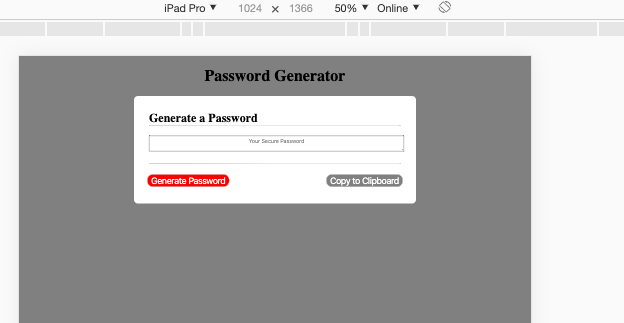 iPad Pro ▼ 1024 × 1366 50% ▼ Online ▼
Password Generator
Generate a Password
Your Secure Password
Generate Password Copy to Clipboard